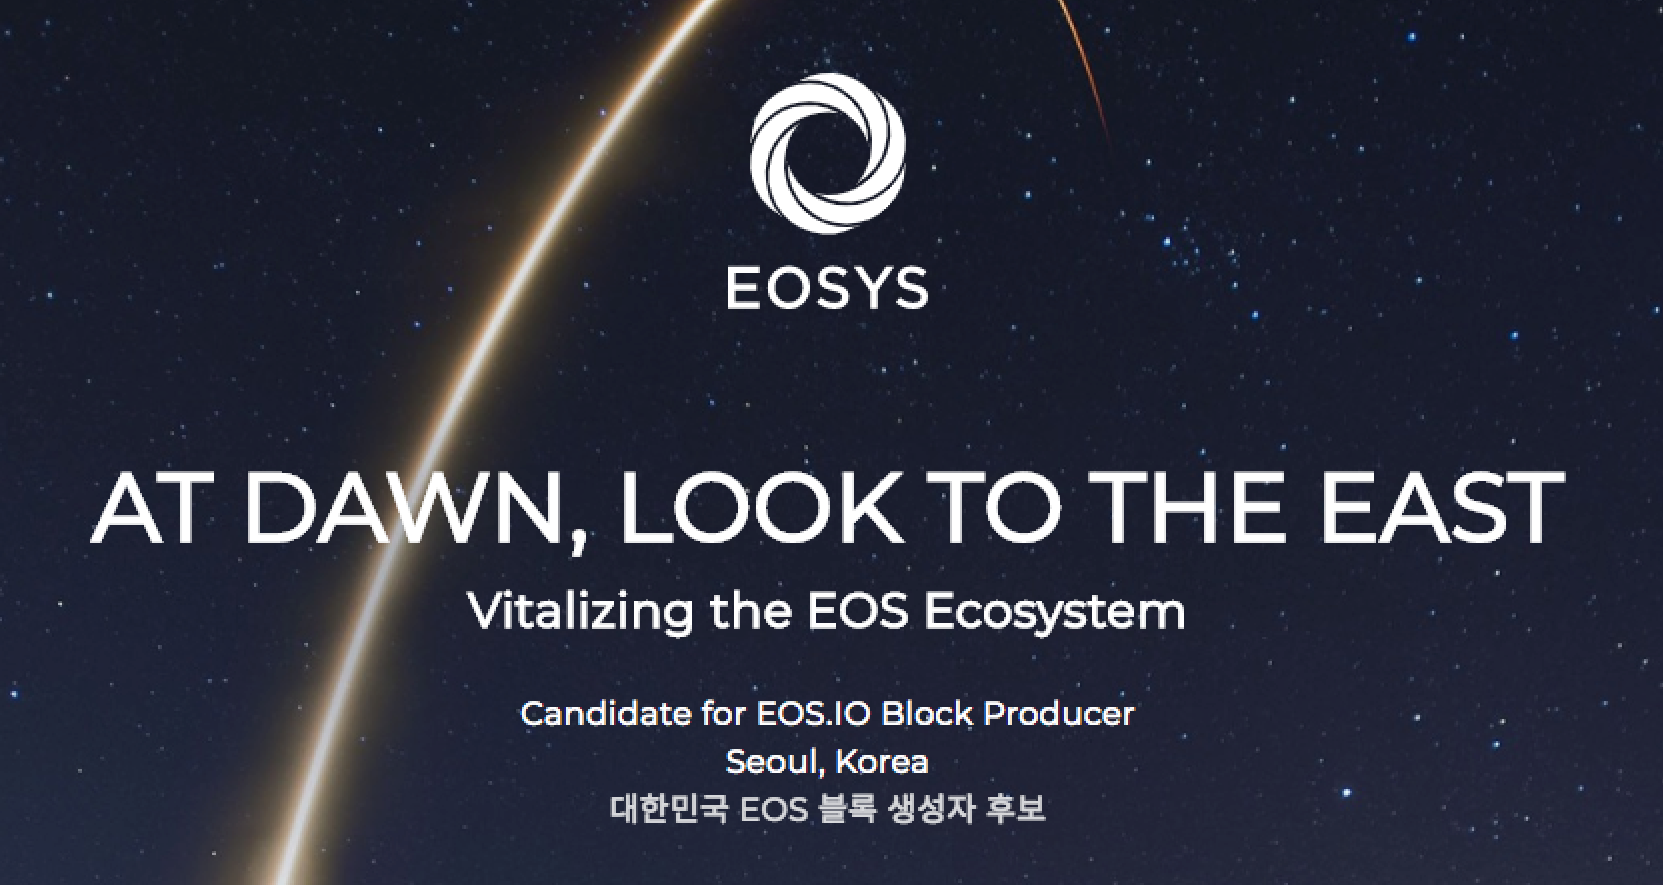 EOSYS
AT DAWN, LOOK TO THE EAST
Vitalizing the EOS Ecosystem
Candidate for EOS.IO Block Producer
Seoul, Korea
대한민국 EOS 블록 생성자 후보